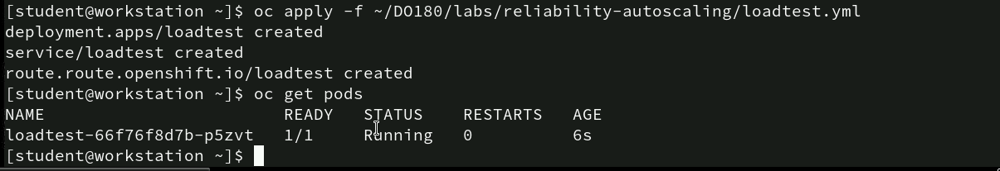 [student@workstation ~]$ oc apply -f ~/DO180/labs/reliability-autoscaling/loadtest.yml
deployment.apps/loadtest created
service/loadtest created
route.route.openshift.io/loadtest created
[student@workstation ~]$ oc get pods
NAME                       READY   STATUS    RESTARTS   AGE
loadtest-66f76f8d7b-p5zvt   1/1     Running   0          6s
[student@workstation ~]$